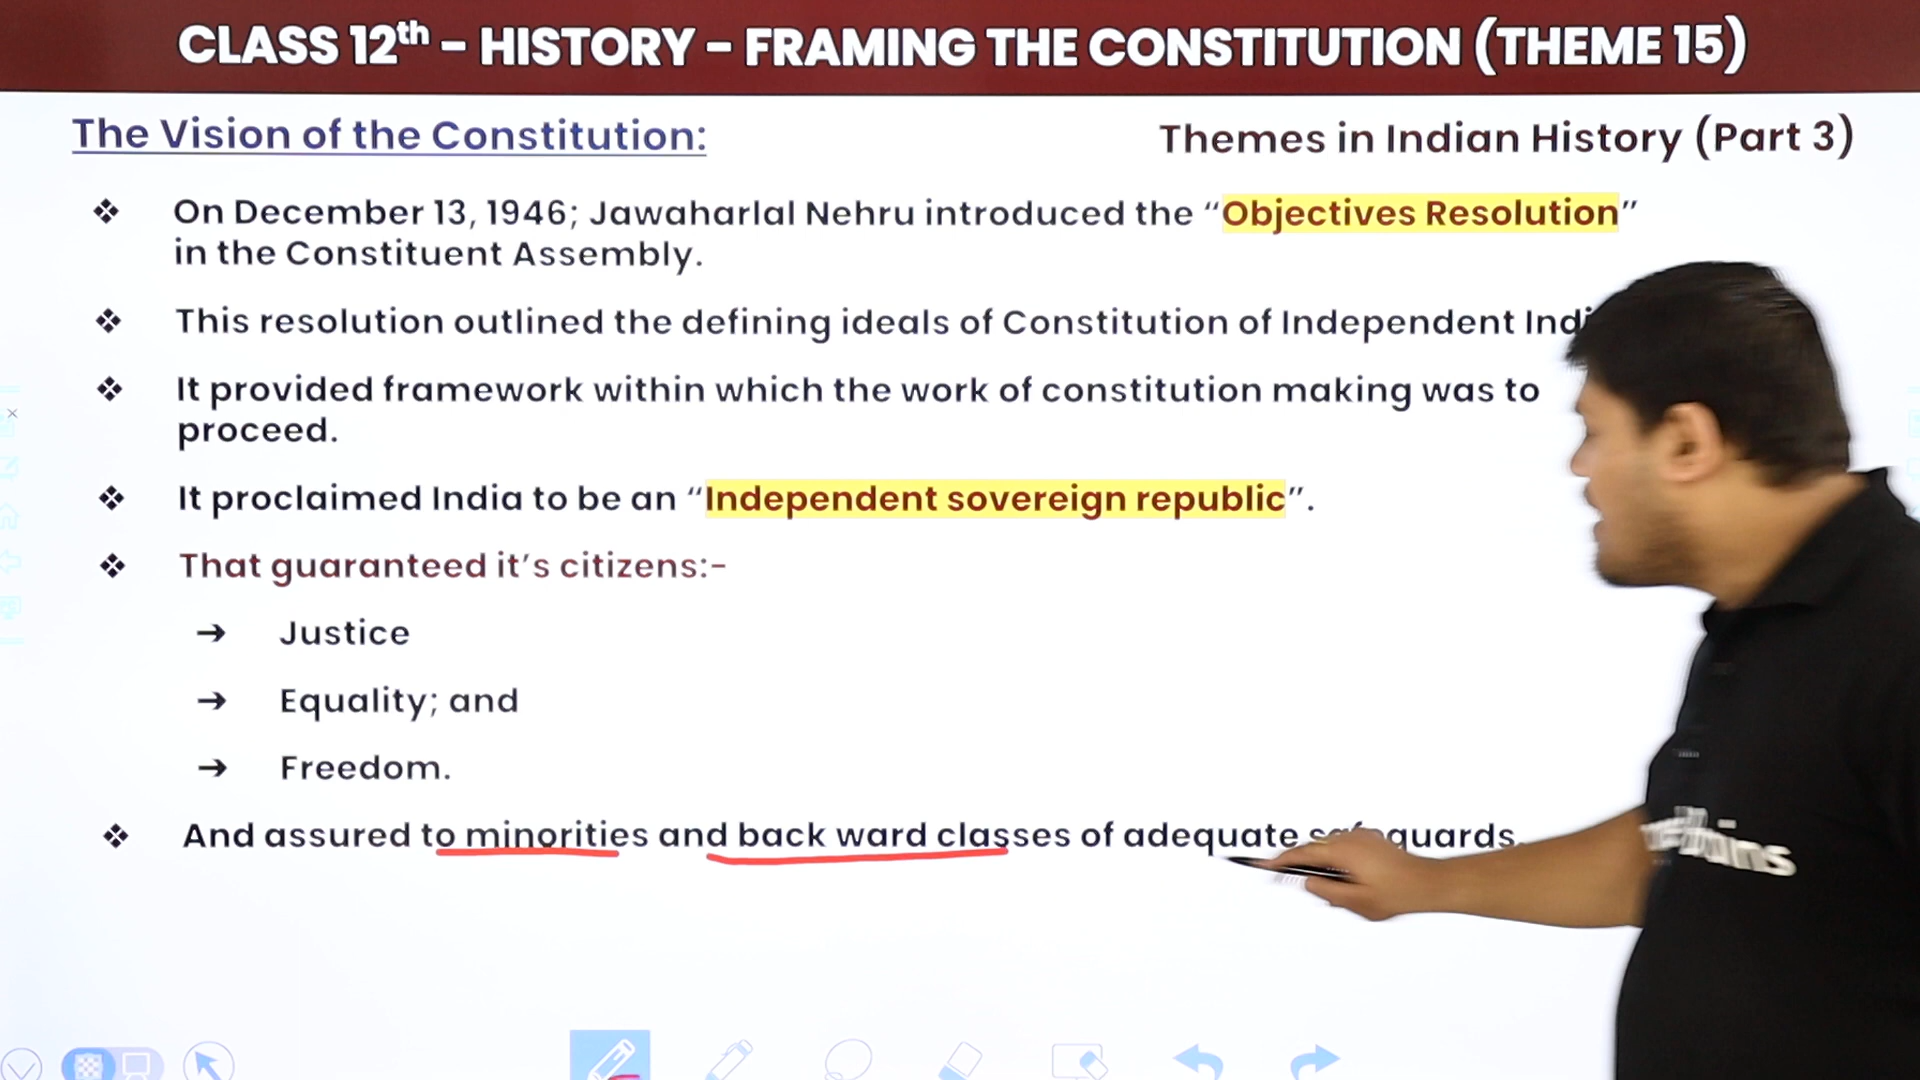 CLASS 12th - HISTORY - FRAMING THE CONSTITUTION (THEME 15)
The Vision of the Constitution:
Themes in Indian History (Part 3)
❖ On December 13, 1946; Jawaharlal Nehru introduced the “Objectives Resolution”
in the Constituent Assembly.
❖ This resolution outlined the defining ideals of Constitution of Independent
❖ It provided framework within which the work of constitution making was to
proceed.
❖ It proclaimed India to be an “Independent sovereign republic”.
❖ That guaranteed it’s citizens:-
➔ Justice
➔ Equality; and
➔ Freedom.
❖ And assured to minorities and back ward classes of adequate